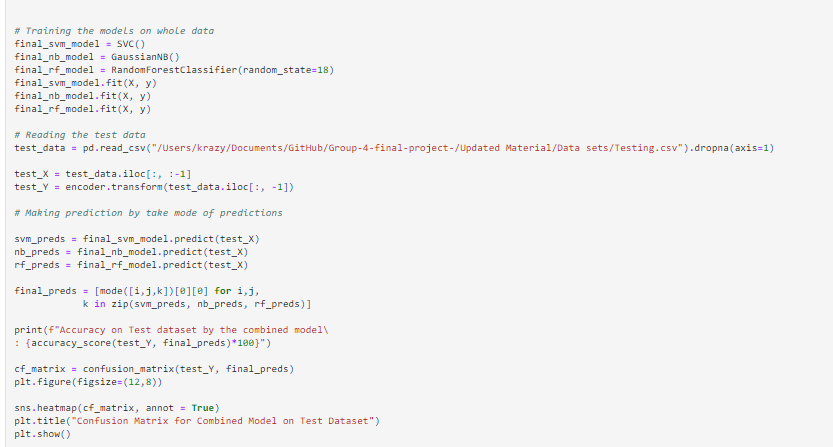 # Training the models on whole data
final_svm_model = SVC()
final_nb_model = GaussianNB()
final_rf_model = RandomForestClassifier(random_state=18)
final_svm_model.fit(X, y)
final_nb_model.fit(X, y)
final_rf_model.fit(X, y)
# Reading the test data
test_data = pd.read_csv("/Users/krazy/Documents/GitHub/Group-4-final-project-/Updated Material/Data sets/Testing.csv").dropna(axis=1)
test_X = test_data.iloc[:, :-1]
test_Y = encoder.transform(test_data.iloc[:, -1])
# Making prediction by take mode of predictions
svm_preds = final_svm_model.predict(test_X)
nb_preds = final_nb_model.predict(test_X)
rf_preds = final_rf_model.predict(test_X)
final_preds = [mode([i,j,k])[0][0] for i,j,
k in zip(svm_preds, nb_preds, rf_preds)]
print(f"Accuracy on Test dataset by the combined model\
: {accuracy_score(test_Y, final_preds)*100}")
cf_matrix = confusion_matrix(test_Y, final_preds)
plt.figure(figsize=(12,8))
sns.heatmap(cf_matrix, annot = True)
plt.title("Confusion Matrix for Combined Model on Test Dataset")
plt.show()